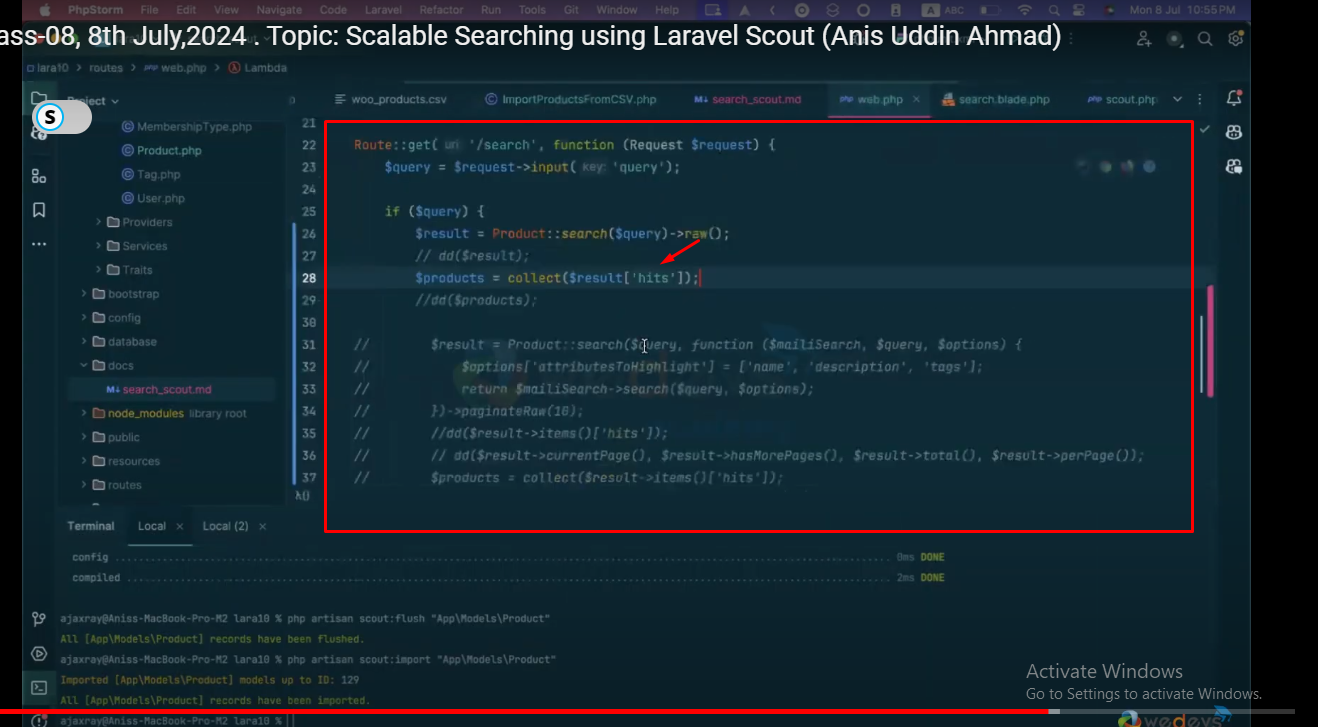 PhpStorm File Edit View Navigate Code Laravel Refactor Run Tools Git Window Help A ABC Mon 8 Jul 10:55PM
ass-08, 8th July,2024 . Topic: Scalable Searching using Laravel Scout (Anis Uddin Ahmad)
lara10 > routes > php web.php > Lambda
Project woo_products.csv ImportProductsFromCSV.php M↓ search_scout.md php web.php × search.blade.php php scout.php
S
MembershipType.php
Product.php
Tag.php
User.php
Providers
Services
Traits
bootstrap
config
database
docs
M↓ search_scout.md
node_modules library root
public
resources
routes
21
22 Route::get( uri '/search', function (Request $request) {
23 $query = $request->input( key: 'query');
24
25 if ($query) {
26 $result = Product::search($query)->raw();
27 // dd($result);
28 $products = collect($result['hits']);
29 //dd($products);
30
31 // $result = Product::search($query, function ($mailiSearch, $query, $options) {
32 // $options['attributesToHighlight'] = ['name', 'description', 'tags'];
33 // return $mailiSearch->search($query, $options);
34 // })->paginateRaw(16);
35 // //dd($result->items()['hits']);
36 // // dd($result->currentPage(), $result->hasMorePages(), $result->total(), $result->perPage());
37 // $products = collect($result->items()['hits']);
λ()
Terminal Local × Local (2) ×
config ........ 0ms DONE
compiled ........ 2ms DONE
ajaxray@Aniss-MacBook-Pro-M2 lara10 % php artisan scout:flush "App\Models\Product"
All [App\Models\Product] records have been flushed.
ajaxray@Aniss-MacBook-Pro-M2 lara10 % php artisan scout:import "App\Models\Product"
Imported [App\Models\Product] models up to ID: 129
All [App\Models\Product] records have been imported.
ajaxray@Aniss-MacBook-Pro-M2 lara10 %
Activate Windows
Go to Settings to activate Windows.
wedevs